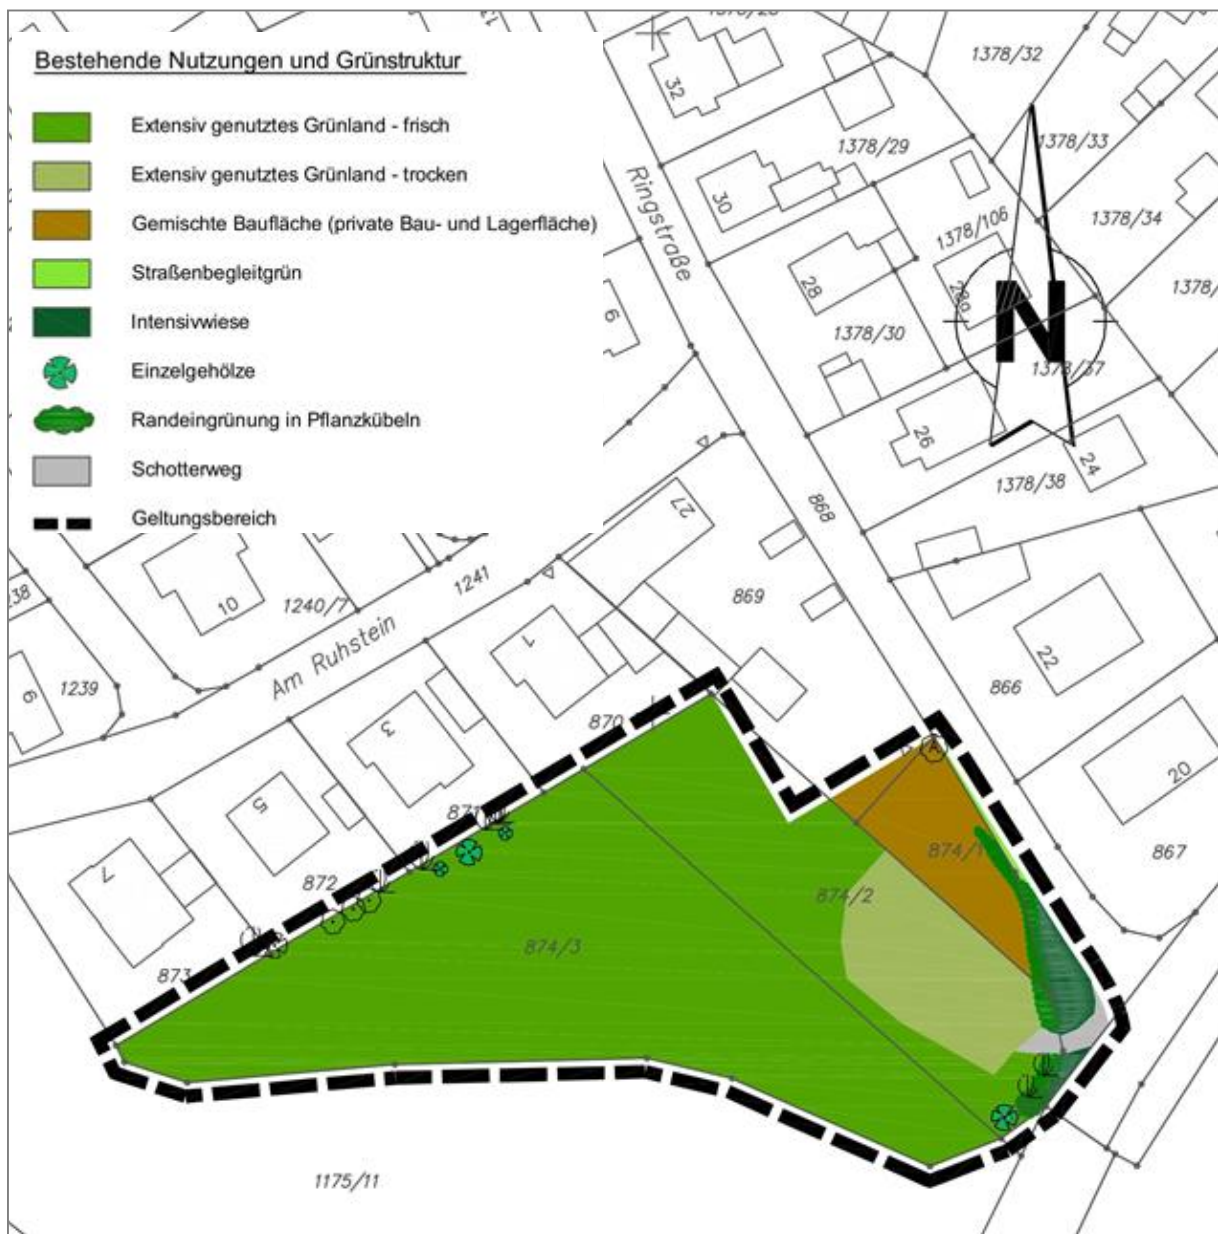 Bestehende Nutzungen und Grünstruktur
Extensiv genutztes Grünland - frisch
Extensiv genutztes Grünland - trocken
Gemischte Baufläche (private Bau- und Lagerfläche)
Straßenbegleitgrün
Intensivwiese
Einzelgehölze
Randeingrünung in Pflanzkübeln
Schotterweg
Geltungsbereich
1378/32
32
1378/29
1378/33
Ringstraße
30
1378/34
1378/106
28
28a
1378/
N
9
1378/30
1378/37
26
24
1378/38
27
868
10
1240/7
1241
869
Am Ruhstein
1
22
1239
9
866
870
3
20
5
871
874/1
867
7
872
874/2
873
874/3
1175/11